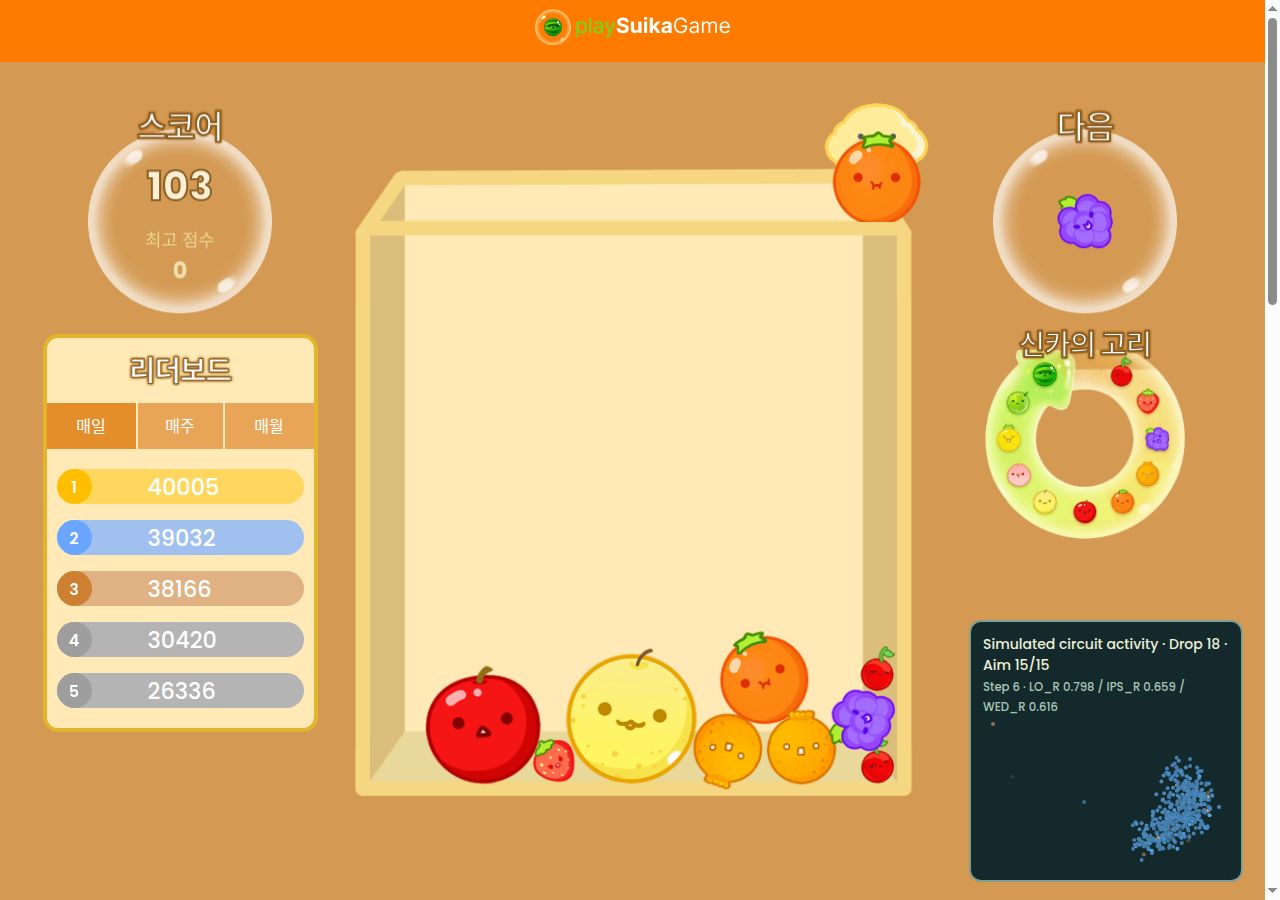 playSuikaGame
스코어
103
최고 점수
0
리더보드
매일 매주 매월
1 40005
2 39032
3 38166
4 30420
5 26336
다음
신카의 고리
Simulated circuit activity · Drop 18 ·
Aim 15/15
Step 6 · LO_R 0.798 / IPS_R 0.659 /
WED_R 0.616